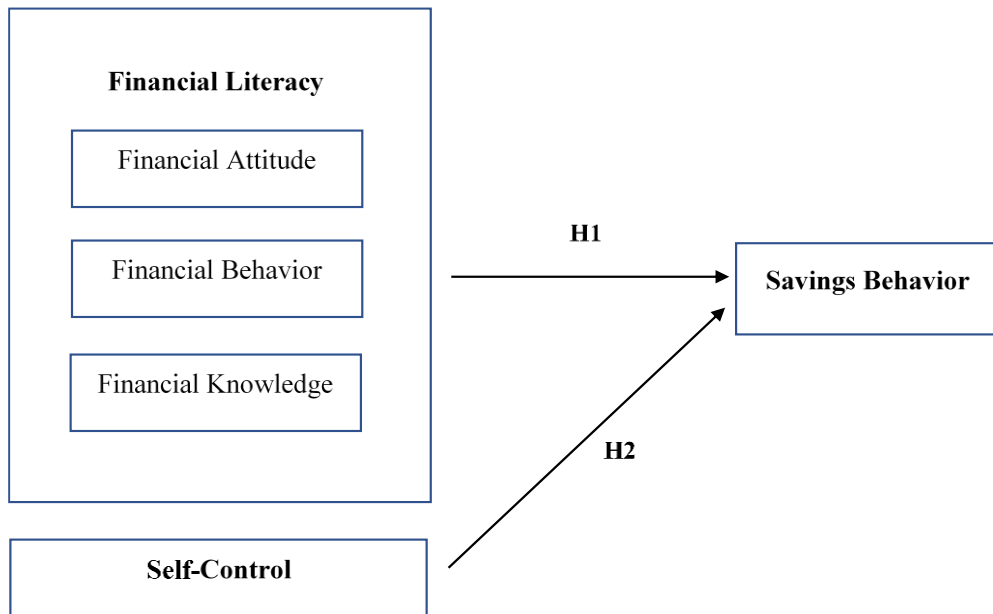 Financial Literacy
Financial Attitude
Financial Behavior
Financial Knowledge
H1
Savings Behavior
H2
Self-Control